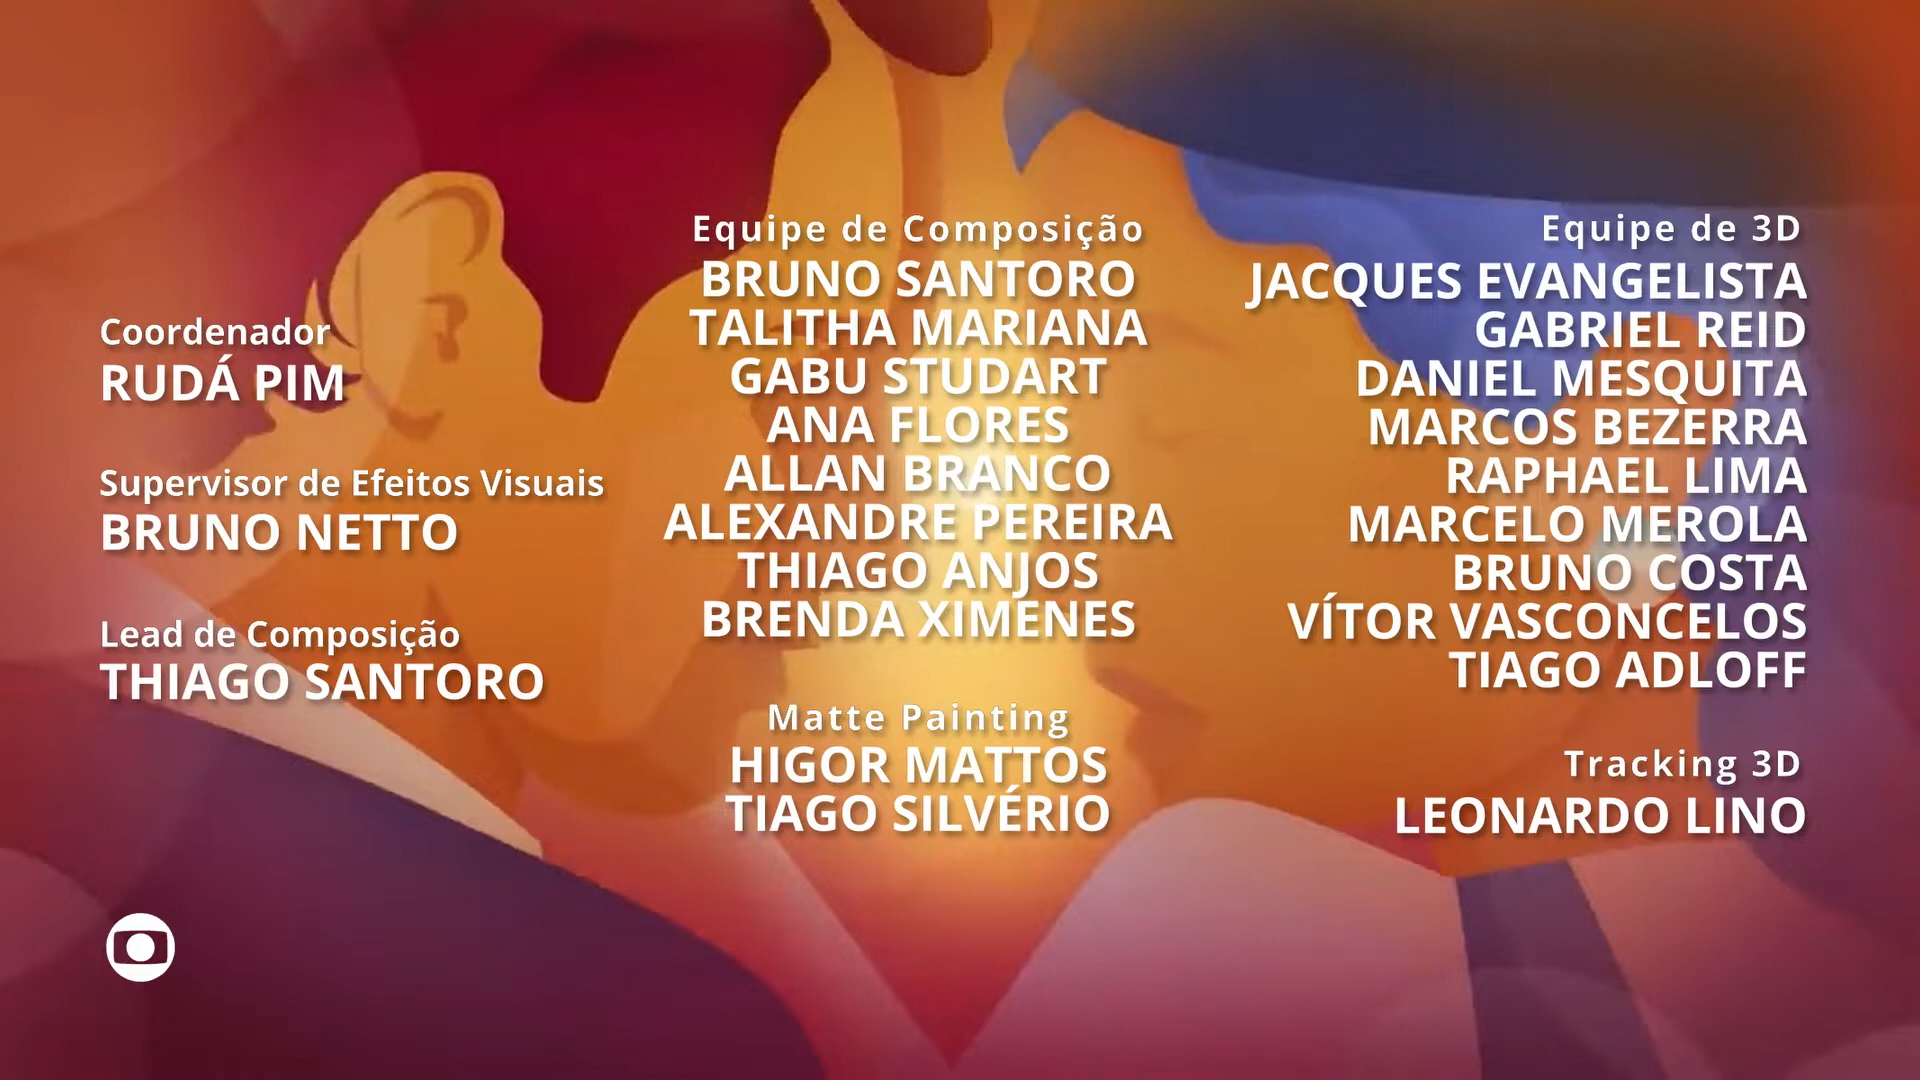 Coordenador
RUDÁ PIM
Supervisor de Efeitos Visuais
BRUNO NETTO
Lead de Composição
THIAGO SANTORO
Equipe de Composição
BRUNO SANTORO
TALITHA MARIANA
GABU STUDART
ANA FLORES
ALLAN BRANCO
ALEXANDRE PEREIRA
THIAGO ANJOS
BRENDA XIMENES
Matte Painting
HIGOR MATTOS
TIAGO SILVÉRIO
Equipe de 3D
JACQUES EVANGELISTA
GABRIEL REID
DANIEL MESQUITA
MARCOS BEZERRA
RAPHAEL LIMA
MARCELO MEROLA
BRUNO COSTA
VÍTOR VASCONCELOS
TIAGO ADLOFF
Tracking 3D
LEONARDO LINO